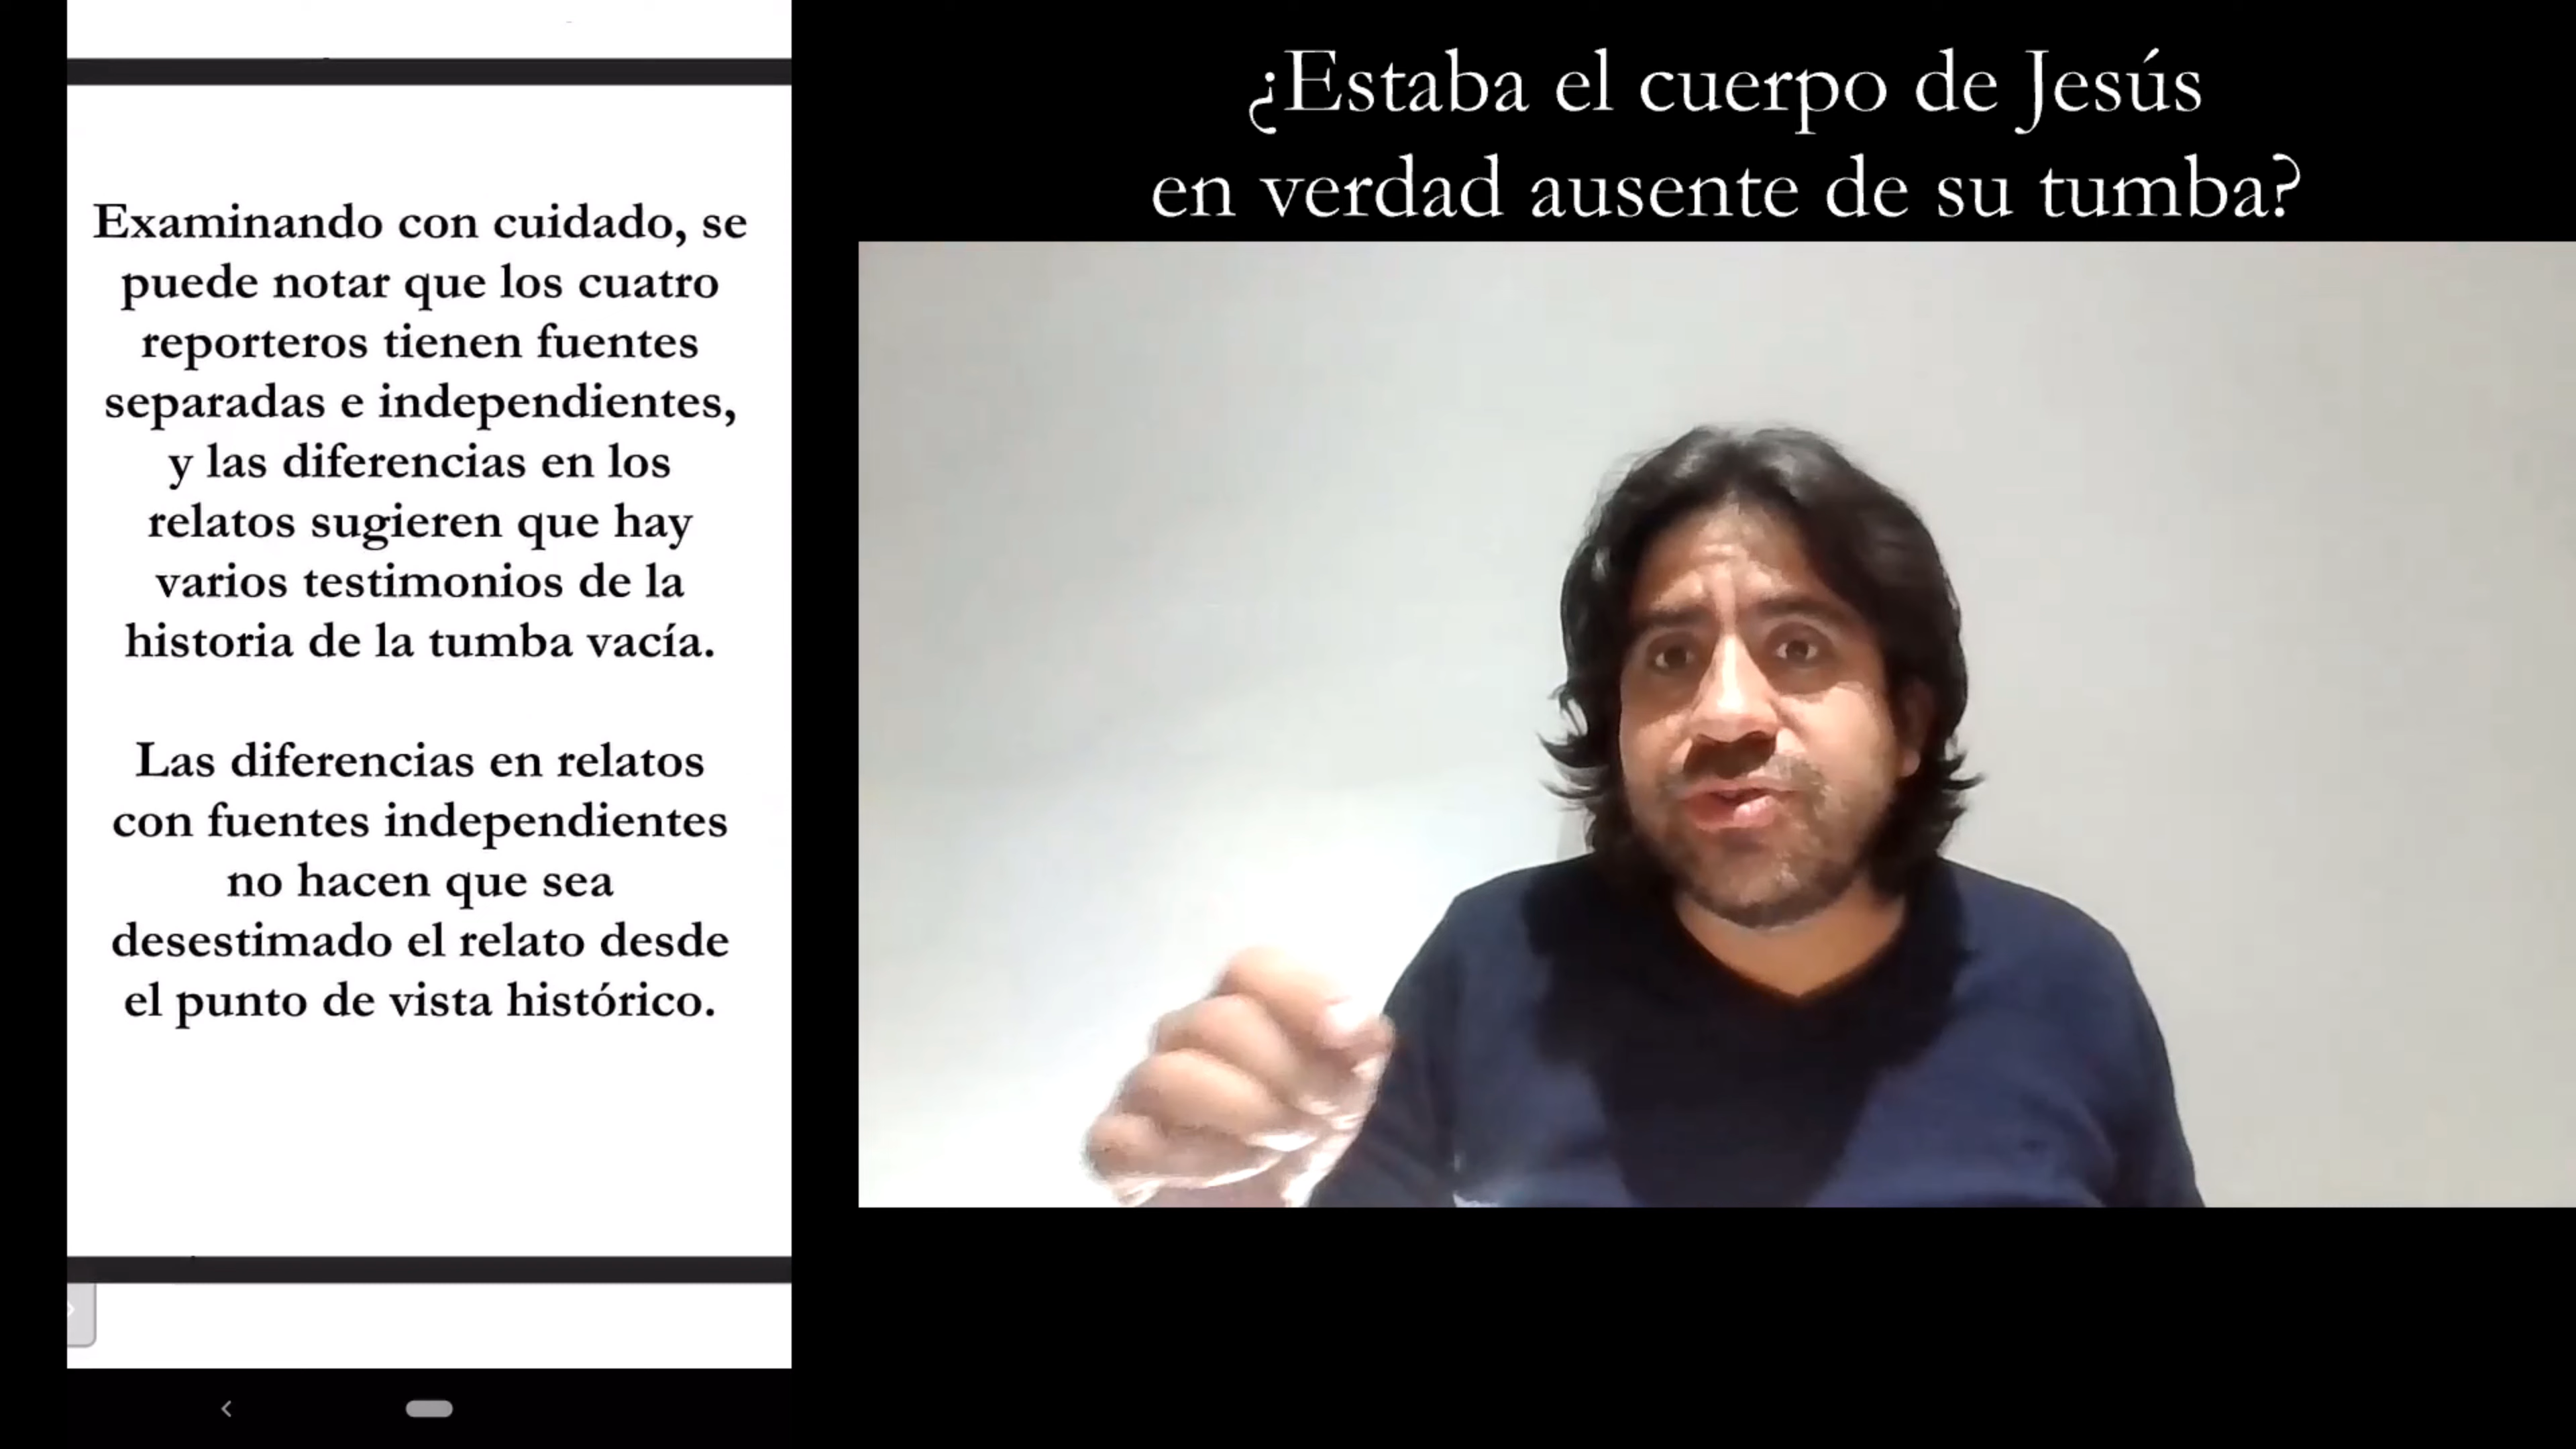 ¿Estaba el cuerpo de Jesús
en verdad ausente de su tumba?
Examinando con cuidado, se
puede notar que los cuatro
reporteros tienen fuentes
separadas e independientes,
y las diferencias en los
relatos sugieren que hay
varios testimonios de la
historia de la tumba vacía.
Las diferencias en relatos
con fuentes independientes
no hacen que sea
desestimado el relato desde
el punto de vista histórico.